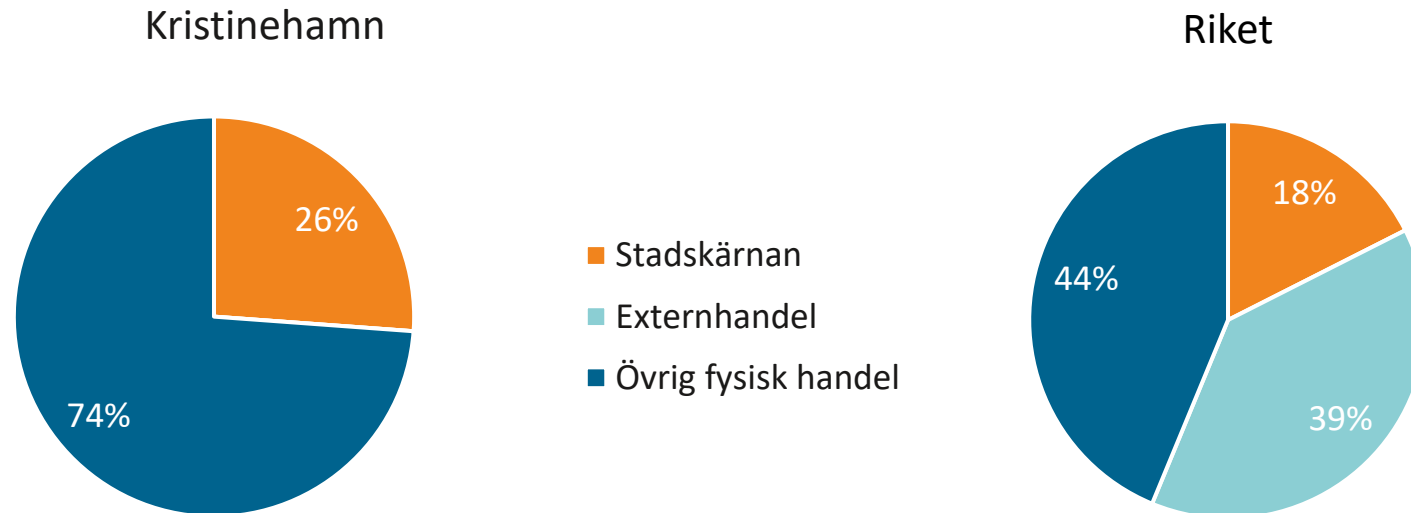 Kristinehamn
26%
74%
Stadskärnan
Externhandel
Övrig fysisk handel
Riket
18%
44%
39%